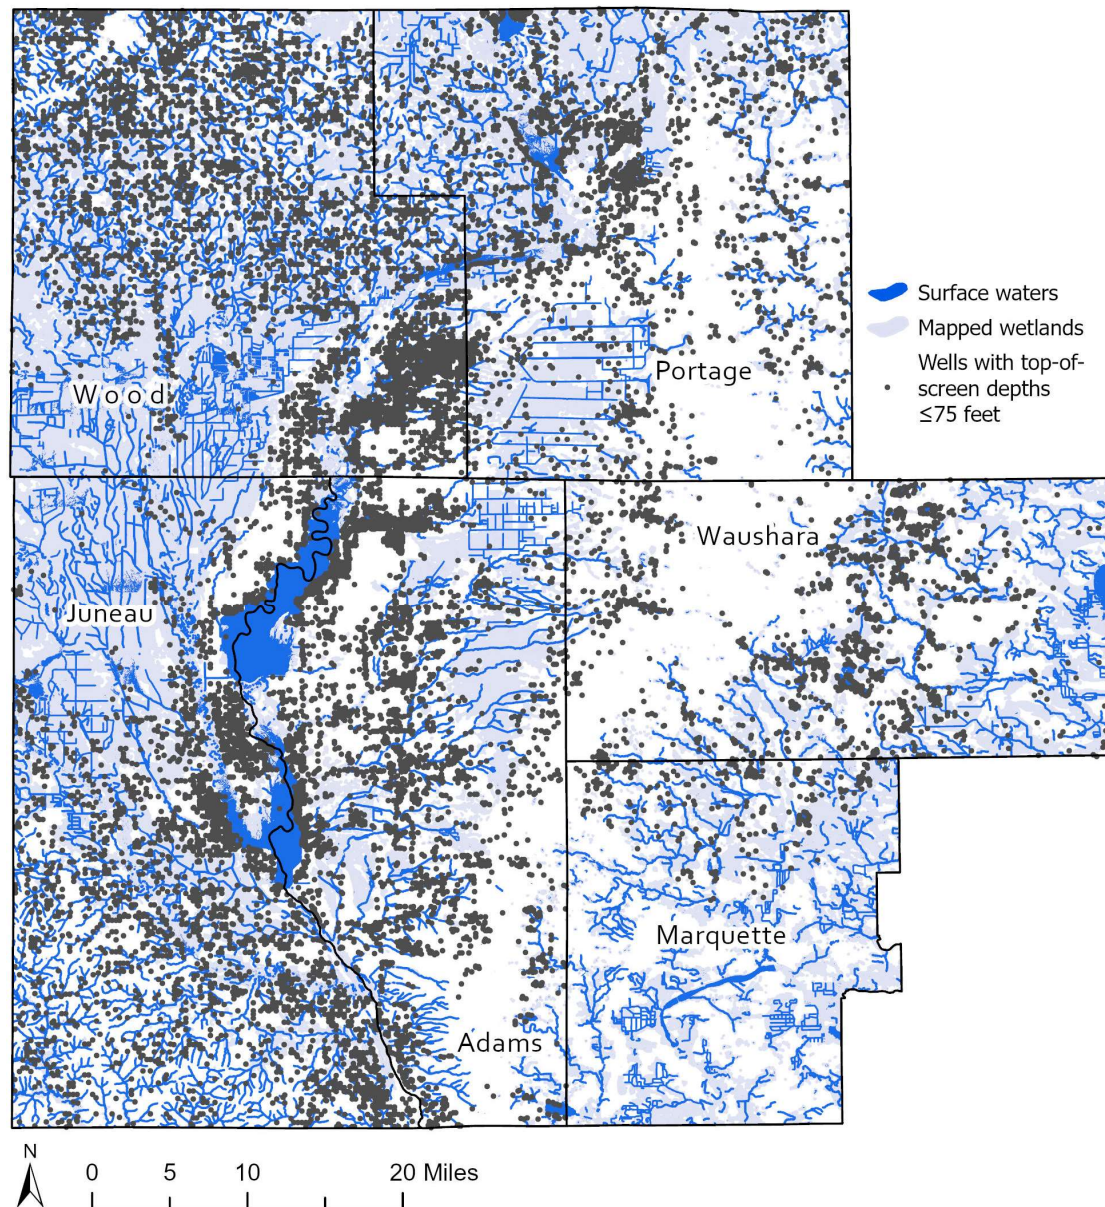 Surface waters
Mapped wetlands
Wells with top-of-
screen depths
≤75 feet
Portage
Wood
Waushara
Juneau
Marquette
Adams
N
0 5 10 20 Miles